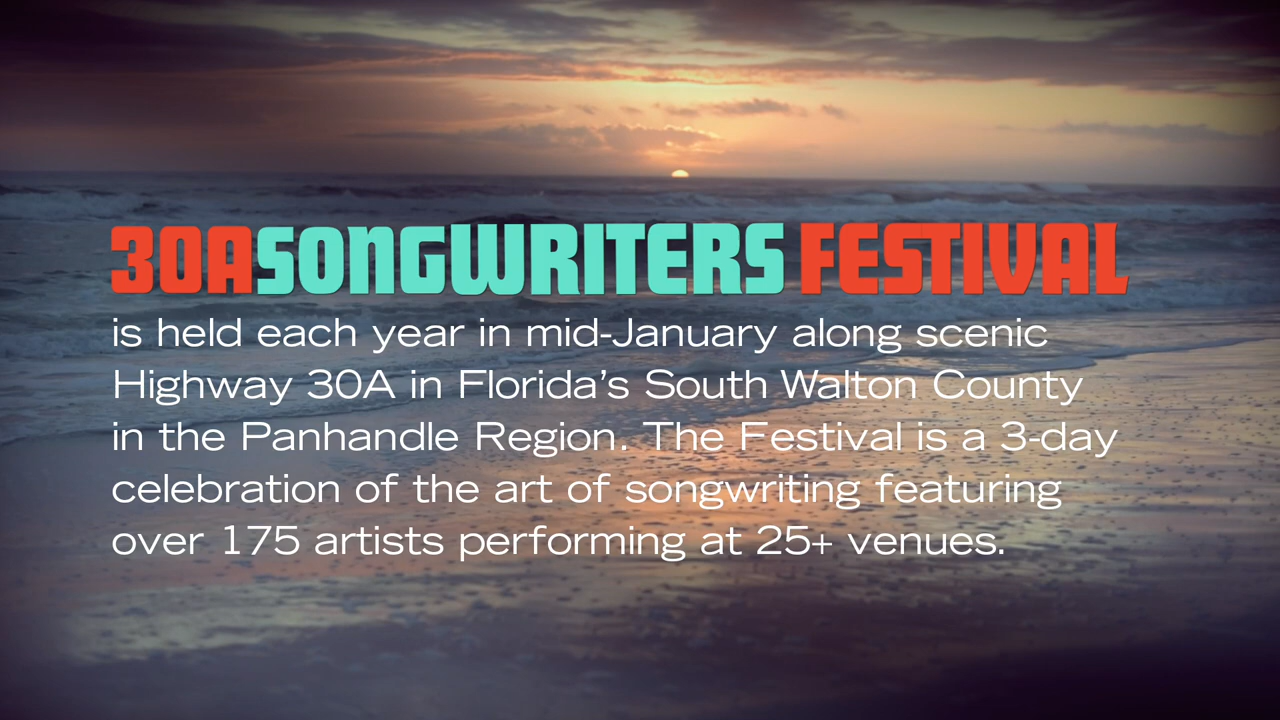 30ASONGWRITERS FESTIVAL
is held each year in mid-January along scenic
Highway 30A in Florida’s South Walton County
in the Panhandle Region. The Festival is a 3-day
celebration of the art of songwriting featuring
over 175 artists performing at 25+ venues.